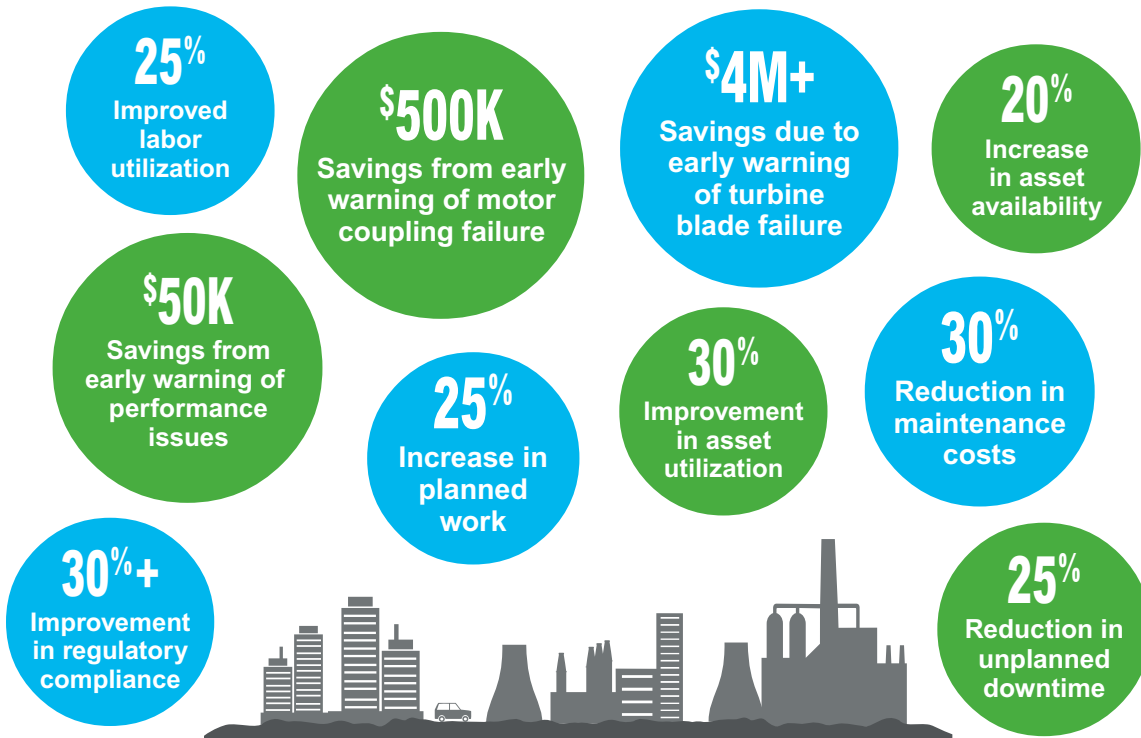 25%
Improved
labor
utilization
$500K
Savings from early
warning of motor
coupling failure
$4M+
Savings due to
early warning
of turbine
blade failure
20%
Increase
in asset
availability
$50K
Savings from
early warning of
performance
issues
25%
Increase in
planned
work
30%
Improvement
in asset
utilization
30%
Reduction in
maintenance
costs
30%+
Improvement
in regulatory
compliance
25%
Reduction in
unplanned
downtime